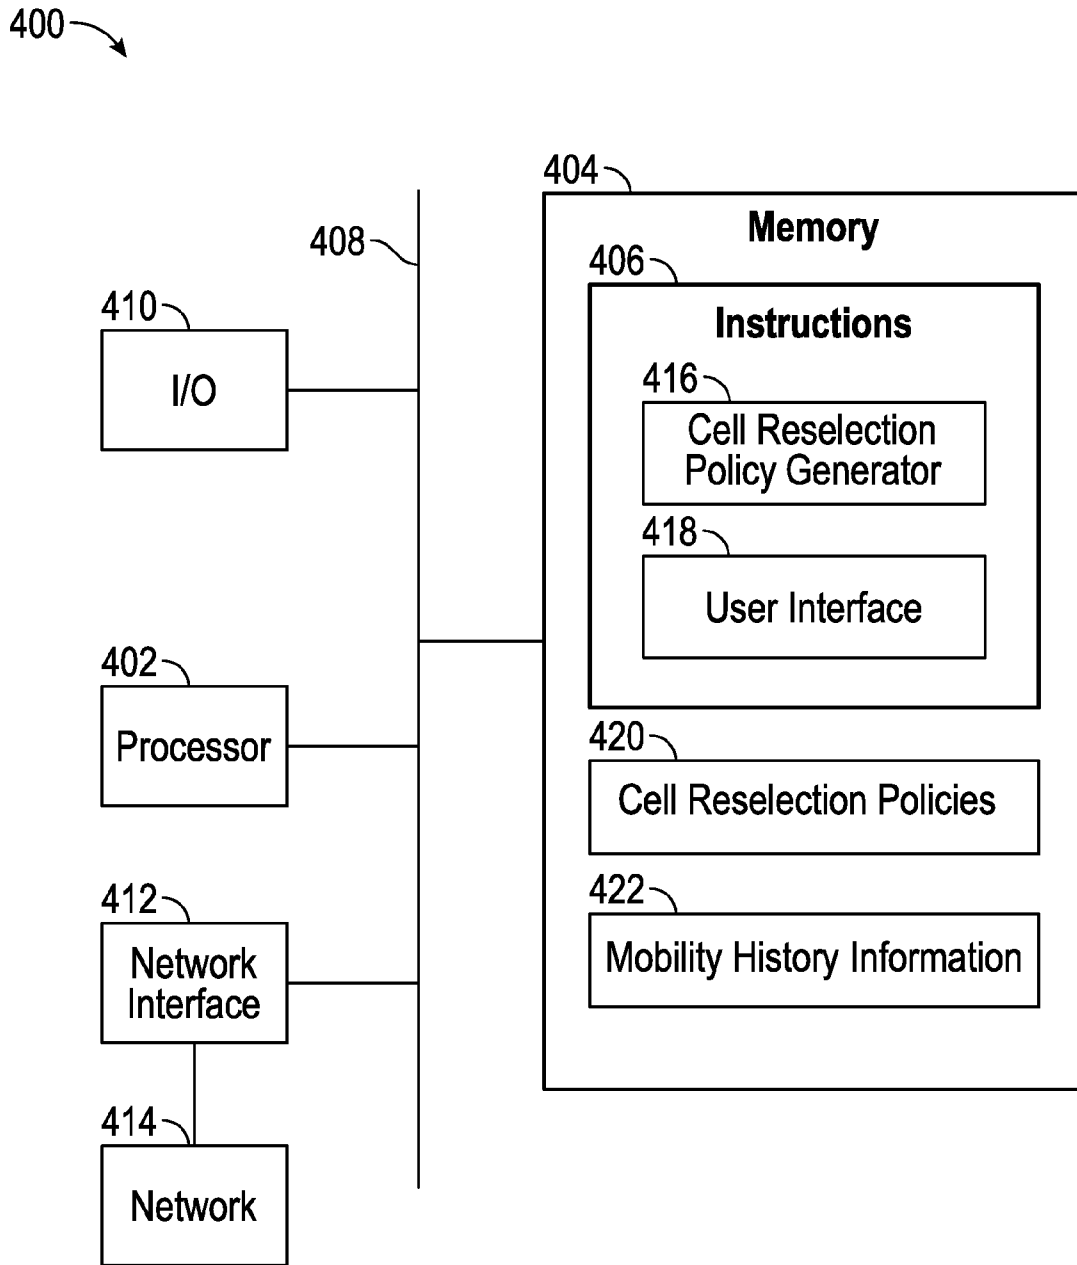 400
404
Memory
408
406
Instructions
410
I/O
416
Cell Reselection
Policy Generator
418
User Interface
402
Processor
420
Cell Reselection Policies
412
Network
Interface
422
Mobility History Information
414
Network